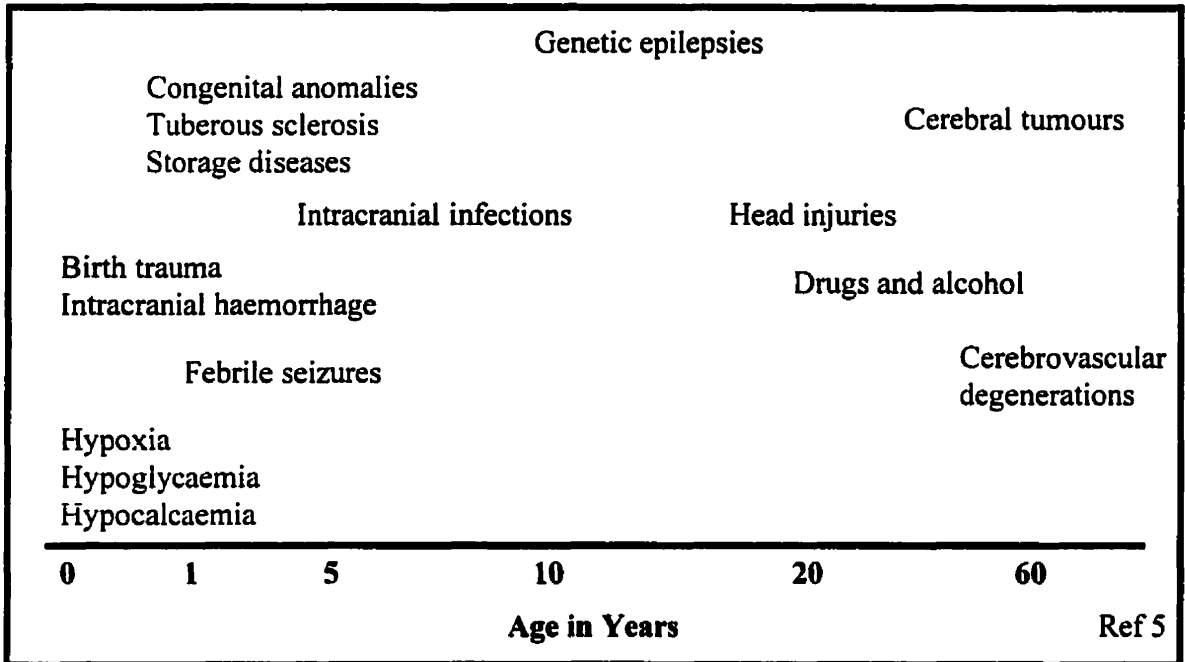 Genetic epilepsies
Congenital anomalies
Tuberous sclerosis
Storage diseases
Cerebral tumours
Intracranial infections
Head injuries
Birth trauma
Intracranial haemorrhage
Drugs and alcohol
Febrile seizures
Cerebrovascular
degenerations
Hypoxia
Hypoglycaemia
Hypocalcaemia
0 1 5 10 20 60
Age in Years
Ref 5